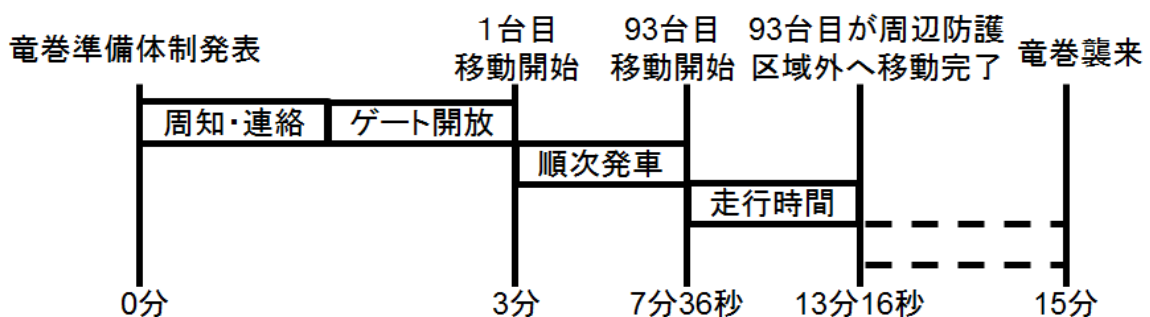 竜巻準備体制発表
1台目
移動開始
93台目
移動開始
93台目が周辺防護
区域外へ移動完了
竜巻襲来
周知・連絡
ゲート開放
順次発車
走行時間
0分
3分
7分36秒
13分16秒
15分